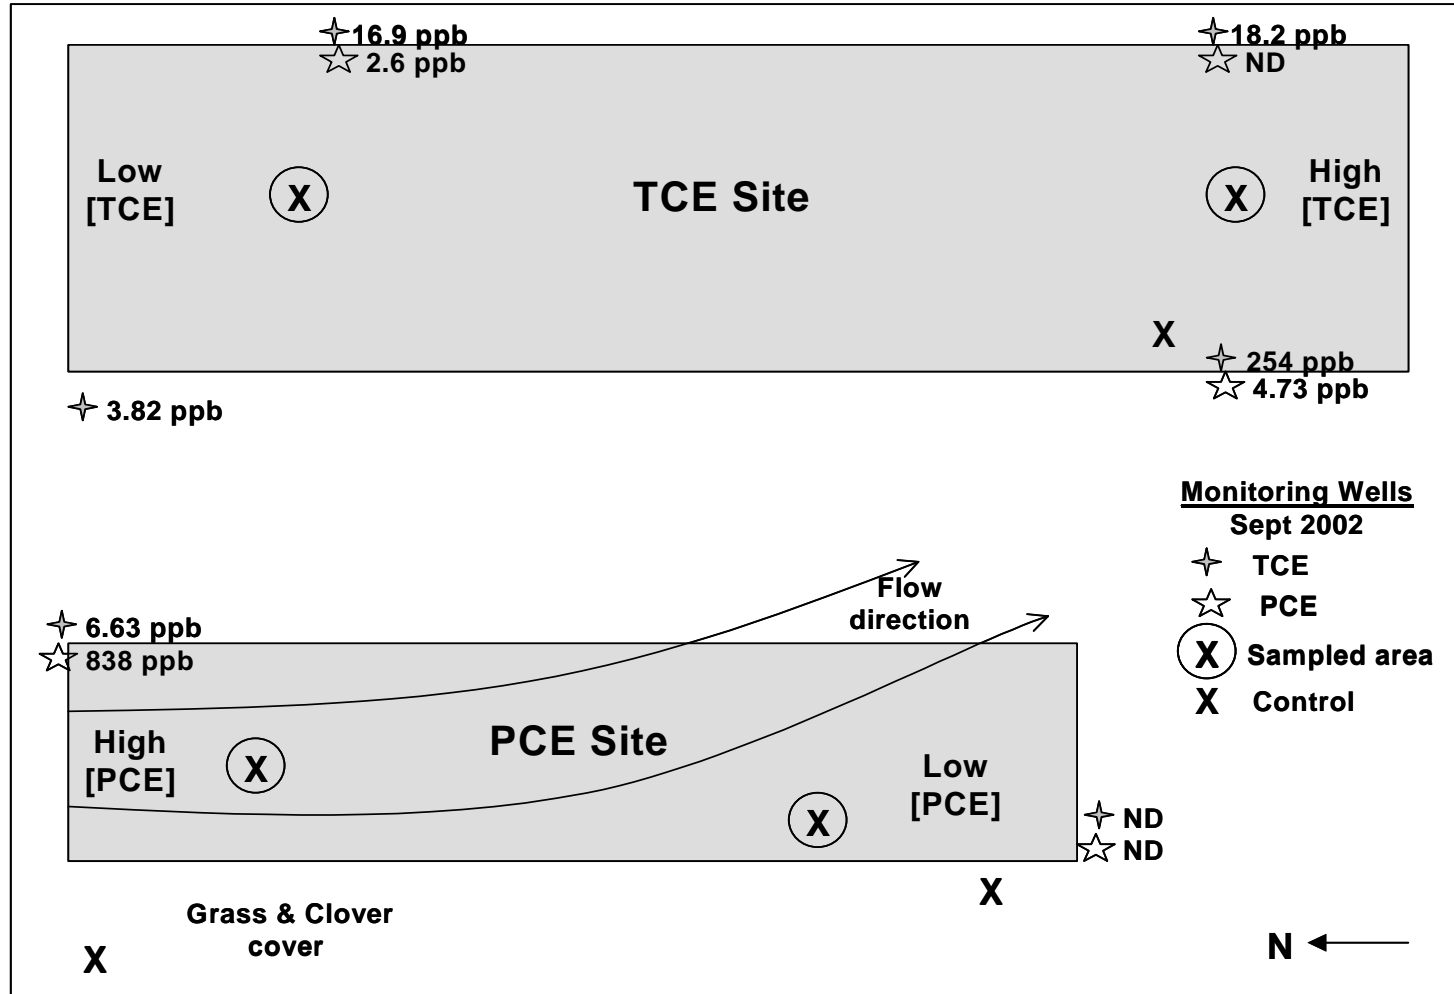 16.9 ppb
2.6 ppb
18.2 ppb
ND
Low
[TCE]
X
TCE Site
X
High
[TCE]
X
254 ppb
4.73 ppb
3.82 ppb
Monitoring Wells
Sept 2002
TCE
PCE
X Sampled area
X Control
Flow
direction
6.63 ppb
838 ppb
High
[PCE]
X
PCE Site
Low
[PCE]
X
ND
ND
X
Grass & Clover
cover
X
N